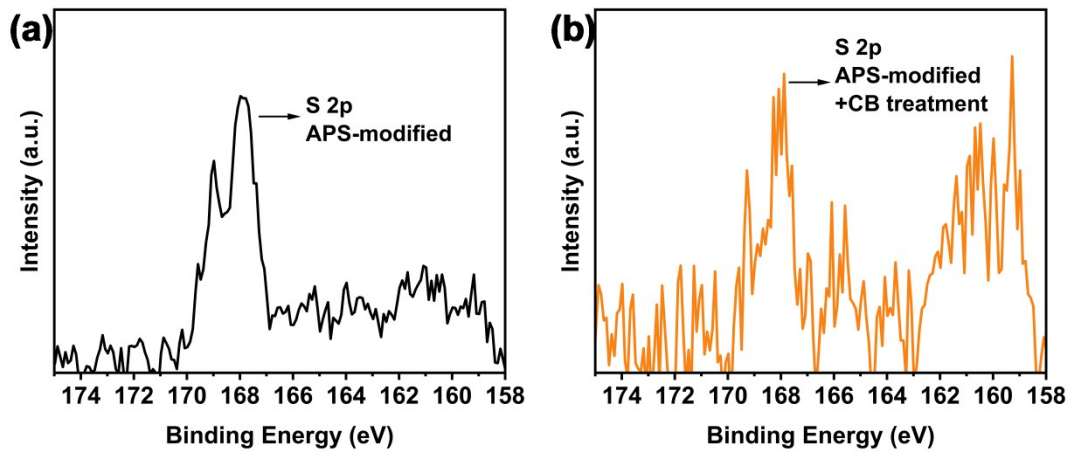 (a)
S 2p
APS-modified
Intensity (a.u.)
174 172 170 168 166 164 162 160 158
Binding Energy (eV)
(b)
S 2p
APS-modified
+CB treatment
Intensity (a.u.)
174 172 170 168 166 164 162 160 158
Binding Energy (eV)